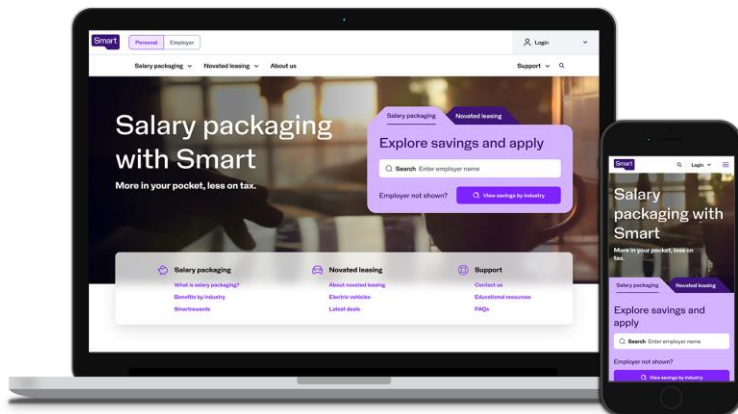 Smart
Personal Employer
Login
Salary packaging Novated leasing About us
Support
Salary packaging
with Smart
More in your pocket, less on tax.
Salary packaging Novated leasing
Explore savings and apply
Search Enter employer name
Employer not shown? View savings by industry
Salary packaging
What is salary packaging?
Benefits by industry
Smartrewards
Novated leasing
About novated leasing
Electric vehicles
Latest deals
Support
Contact us
Educational resources
FAQs
Smart
Login
Salary
packaging with
Smart
More in your pocket, less on
tax.
Salary packaging Novated leasing
Explore savings and
apply
Search Enter employer name
Employer not shown?
View savings by industry